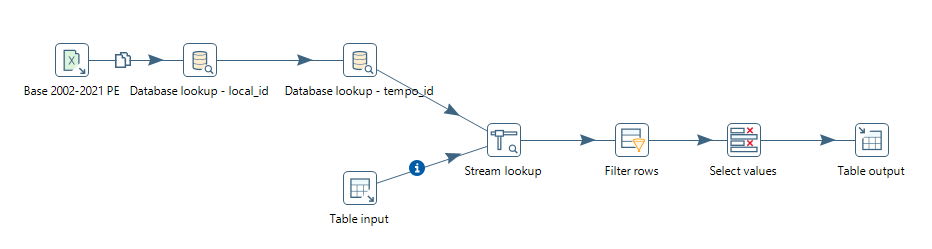 Base 2002-2021 PE
Database lookup - local_id
Database lookup - tempo_id
Stream lookup
Filter rows
Select values
Table output
Table input